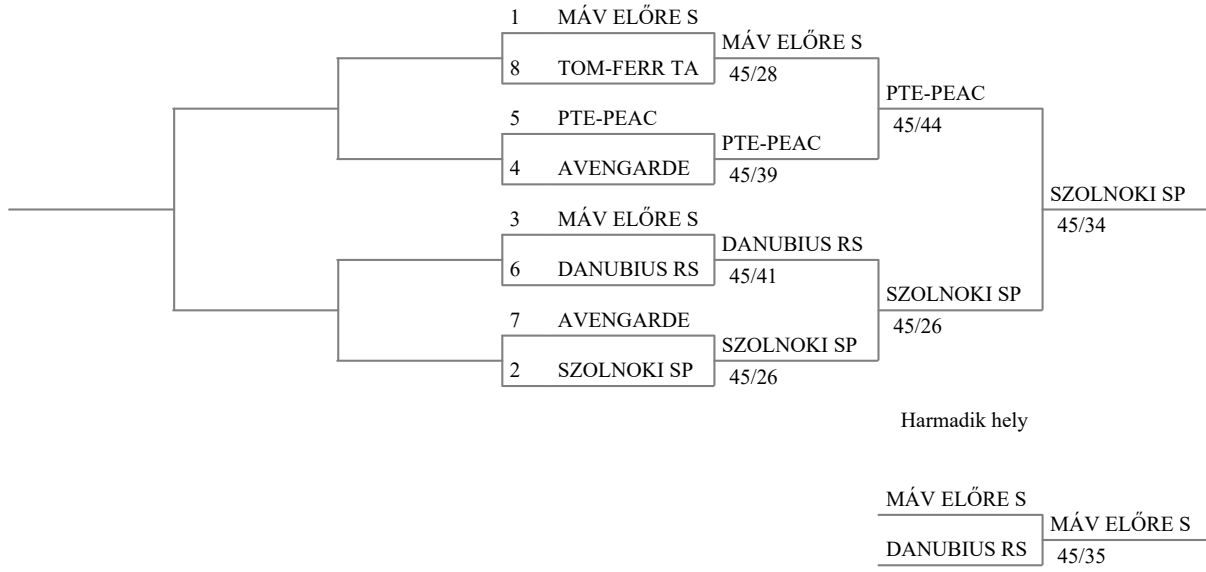 1 MÁV ELŐRE S
MÁV ELŐRE S
8 TOM-FERR TA
45/28
PTE-PEAC
5 PTE-PEAC
45/44
PTE-PEAC
4 AVENGARDE
45/39
SZOLNOKI SP
3 MÁV ELŐRE S
45/34
DANUBIUS RS
6 DANUBIUS RS
45/41
SZOLNOKI SP
7 AVENGARDE
45/26
SZOLNOKI SP
2 SZOLNOKI SP
45/26
Harmadik hely
MÁV ELŐRE S
MÁV ELŐRE S
DANUBIUS RS
45/35